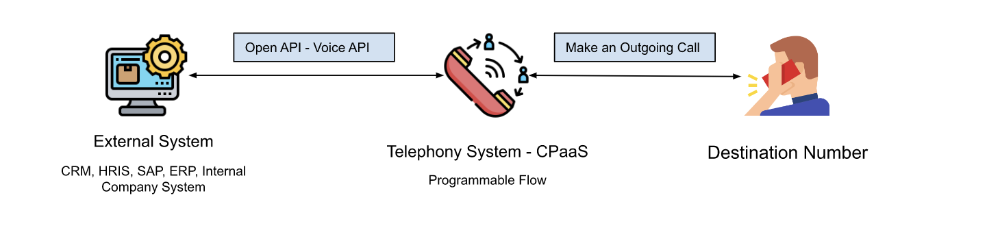 Open API - Voice API
Make an Outgoing Call
External System
CRM, HRIS, SAP, ERP, Internal
Company System
Telephony System - CPaaS
Programmable Flow
Destination Number